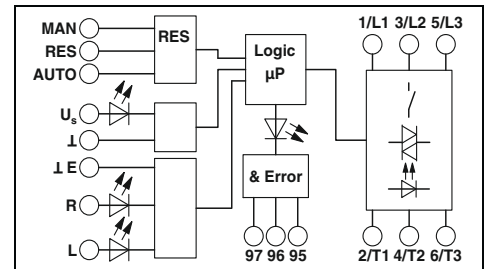 MAN
RES
AUTO
RES
Us
⊥
⊥ E
R
L
Logic
μP
& Error
97 96 95
1/L1 3/L2 5/L3
2/T1 4/T2 6/T3